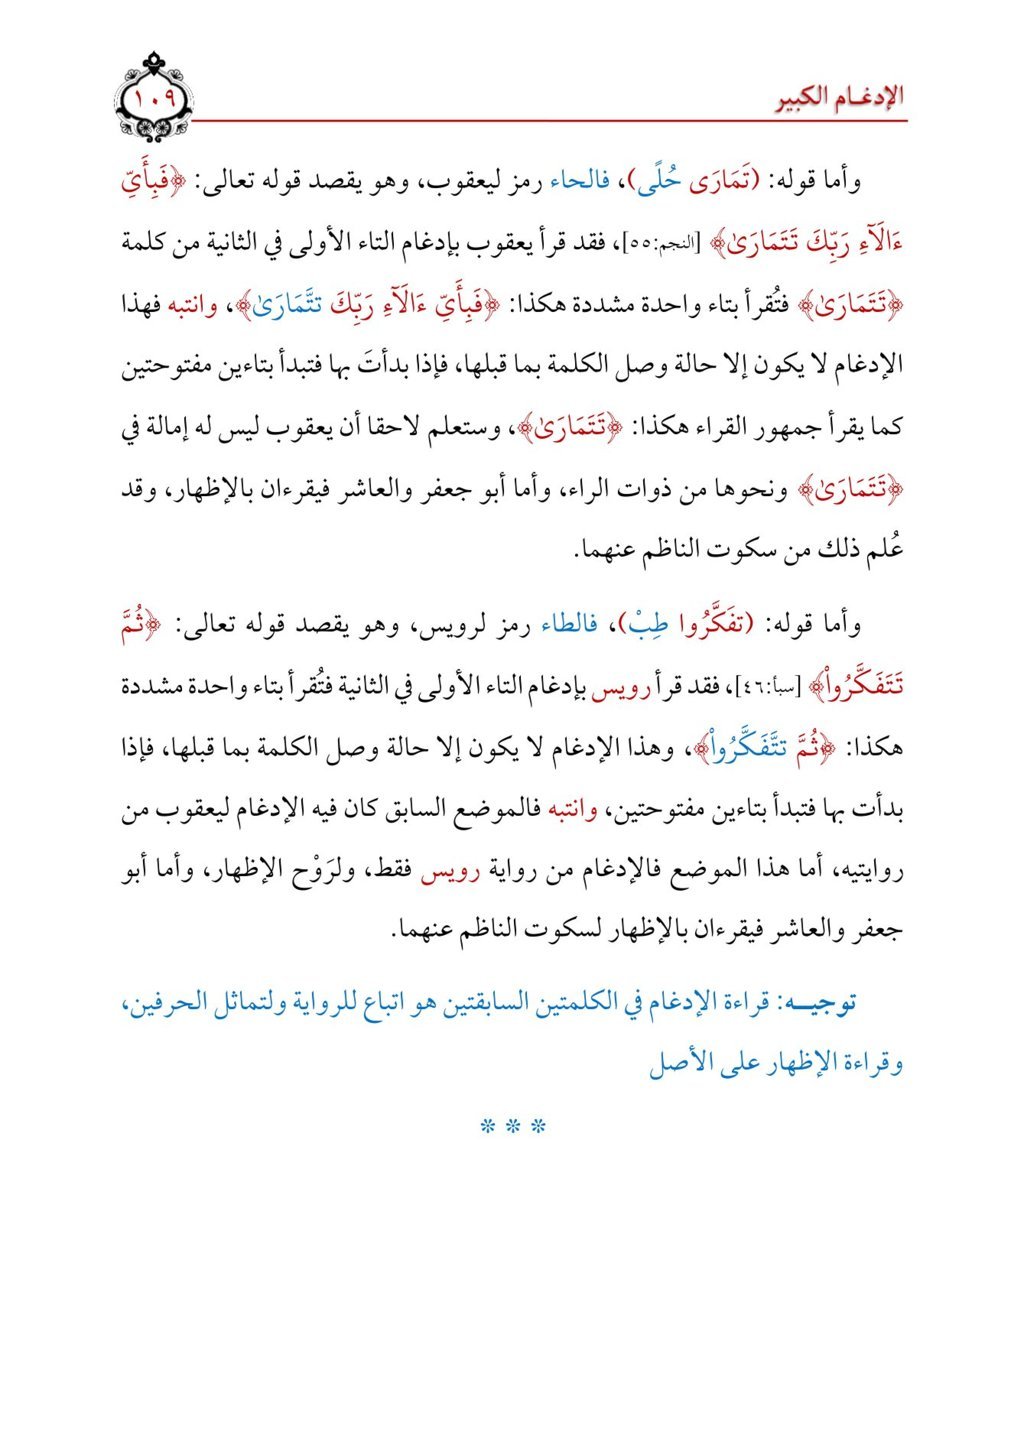 الإدغام الكبير
١٠٩
وأما قوله: (تَمَارَى حُلًى)، فالحاء رمز ليعقوب، وهو يقصد قوله تعالى: ﴿فَبِأَيِّ
ءَالَآءِ رَبِّكَ تَتَمَارَىٰ﴾ [النجم:٥٥]، فقد قرأ يعقوب بإدغام التاء الأولى في الثانية من كلمة
﴿تَتَمَارَىٰ﴾ فتُقرأ بتاء واحدة مشددة هكذا: ﴿فَبِأَيِّ ءَالَآءِ رَبِّكَ تتَّمَارَىٰ﴾، وانتبه فهذا
الإدغام لا يكون إلا حالة وصل الكلمة بما قبلها، فإذا بدأتَ بها فتبدأ بتاءين مفتوحتين
كما يقرأ جمهور القراء هكذا: ﴿تَتَمَارَىٰ﴾، وستعلم لاحقا أن يعقوب ليس له إمالة في
﴿تَتَمَارَىٰ﴾ ونحوها من ذوات الراء، وأما أبو جعفر والعاشر فيقرءان بالإظهار، وقد
عُلم ذلك من سكوت الناظم عنهما.
وأما قوله: (تفَكَّرُوا طِبْ)، فالطاء رمز لرويس، وهو يقصد قوله تعالى: ﴿ثُمَّ
تَتَفَكَّرُواْ﴾ [سبأ:٤٦]، فقد قرأ رويس بإدغام التاء الأولى في الثانية فتُقرأ بتاء واحدة مشددة
هكذا: ﴿ثُمَّ تتَّفَكَّرُواْ﴾، وهذا الإدغام لا يكون إلا حالة وصل الكلمة بما قبلها، فإذا
بدأت بها فتبدأ بتاءين مفتوحتين، وانتبه فالموضع السابق كان فيه الإدغام ليعقوب من
روايتيه، أما هذا الموضع فالإدغام من رواية رويس فقط، ولرَوْح الإظهار، وأما أبو
جعفر والعاشر فيقرءان بالإظهار لسكوت الناظم عنهما.
توجيـــه: قراءة الإدغام في الكلمتين السابقتين هو اتباع للرواية ولتماثل الحرفين،
وقراءة الإظهار على الأصل
* * *